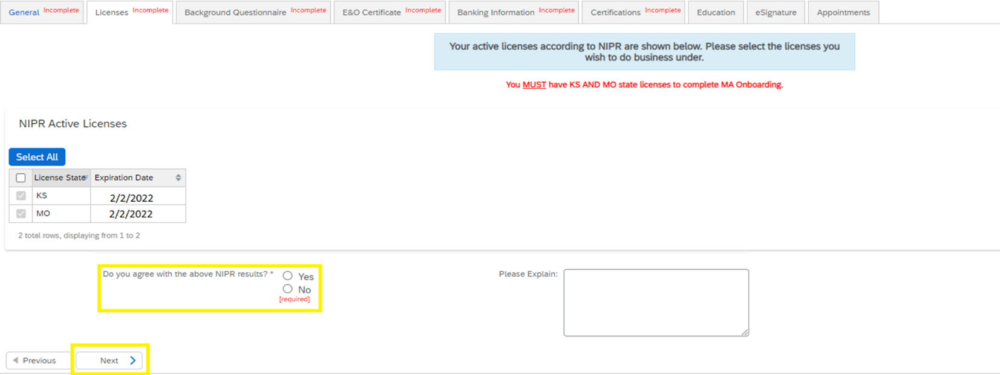 General Incomplete Licenses Incomplete Background Questionnaire Incomplete E&O Certificate Incomplete Banking Information Incomplete Certifications Incomplete Education eSignature Appointments
Your active licenses according to NIPR are shown below. Please select the licenses you
wish to do business under.
You MUST have KS AND MO state licenses to complete MA Onboarding.
NIPR Active Licenses
Select All
License State Expiration Date
KS 2/2/2022
MO 2/2/2022
2 total rows, displaying from 1 to 2
Do you agree with the above NIPR results? * Yes
No
[required]
Please Explain:
Previous Next